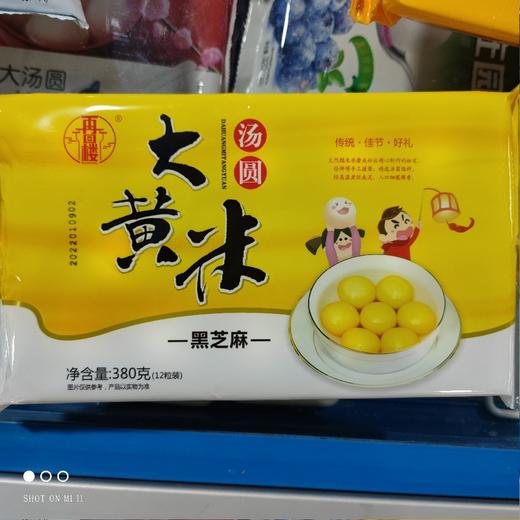 大汤圆
再回楼
®
大黄米
汤圆
DAHUANGMITANGYUAN
传统·佳节·好礼
2022010902
黑芝麻
净含量:380克(12粒装)
图片仅供参考，产品以实物为准
SHOT ON MI 11